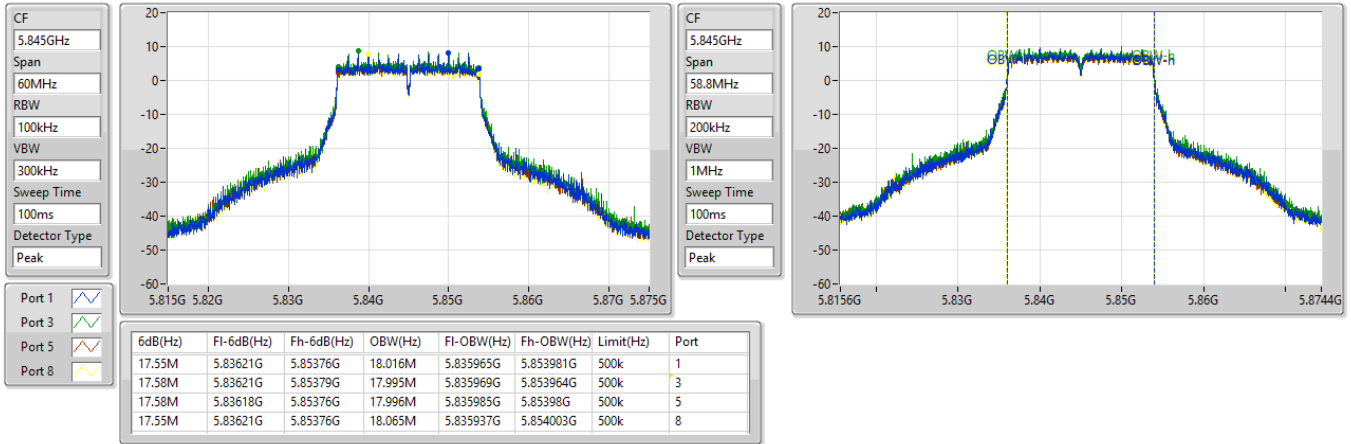 CF
5.845GHz
Span
60MHz
RBW
100kHz
VBW
300kHz
Sweep Time
100ms
Detector Type
Peak
20
10
0
-10
-20
-30
-40
-50
-60
5.815G 5.82G 5.83G 5.84G 5.85G 5.86G 5.87G 5.875G
CF
5.845GHz
Span
58.8MHz
RBW
200kHz
VBW
1MHz
Sweep Time
100ms
Detector Type
Peak
20
10
0
-10
-20
-30
-40
-50
-60
OBW-h
5.8156G 5.83G 5.84G 5.85G 5.86G 5.8744G
Port 1
Port 3
Port 5
Port 8
6dB(Hz) Fl-6dB(Hz) Fh-6dB(Hz) OBW(Hz) Fl-OBW(Hz) Fh-OBW(Hz) Limit(Hz) Port
17.55M 5.83621G 5.85376G 18.016M 5.835965G 5.853981G 500k 1
17.58M 5.83621G 5.85379G 17.995M 5.835969G 5.853964G 500k 3
17.58M 5.83618G 5.85376G 17.996M 5.835985G 5.85398G 500k 5
17.55M 5.83621G 5.85376G 18.065M 5.835937G 5.854003G 500k 8